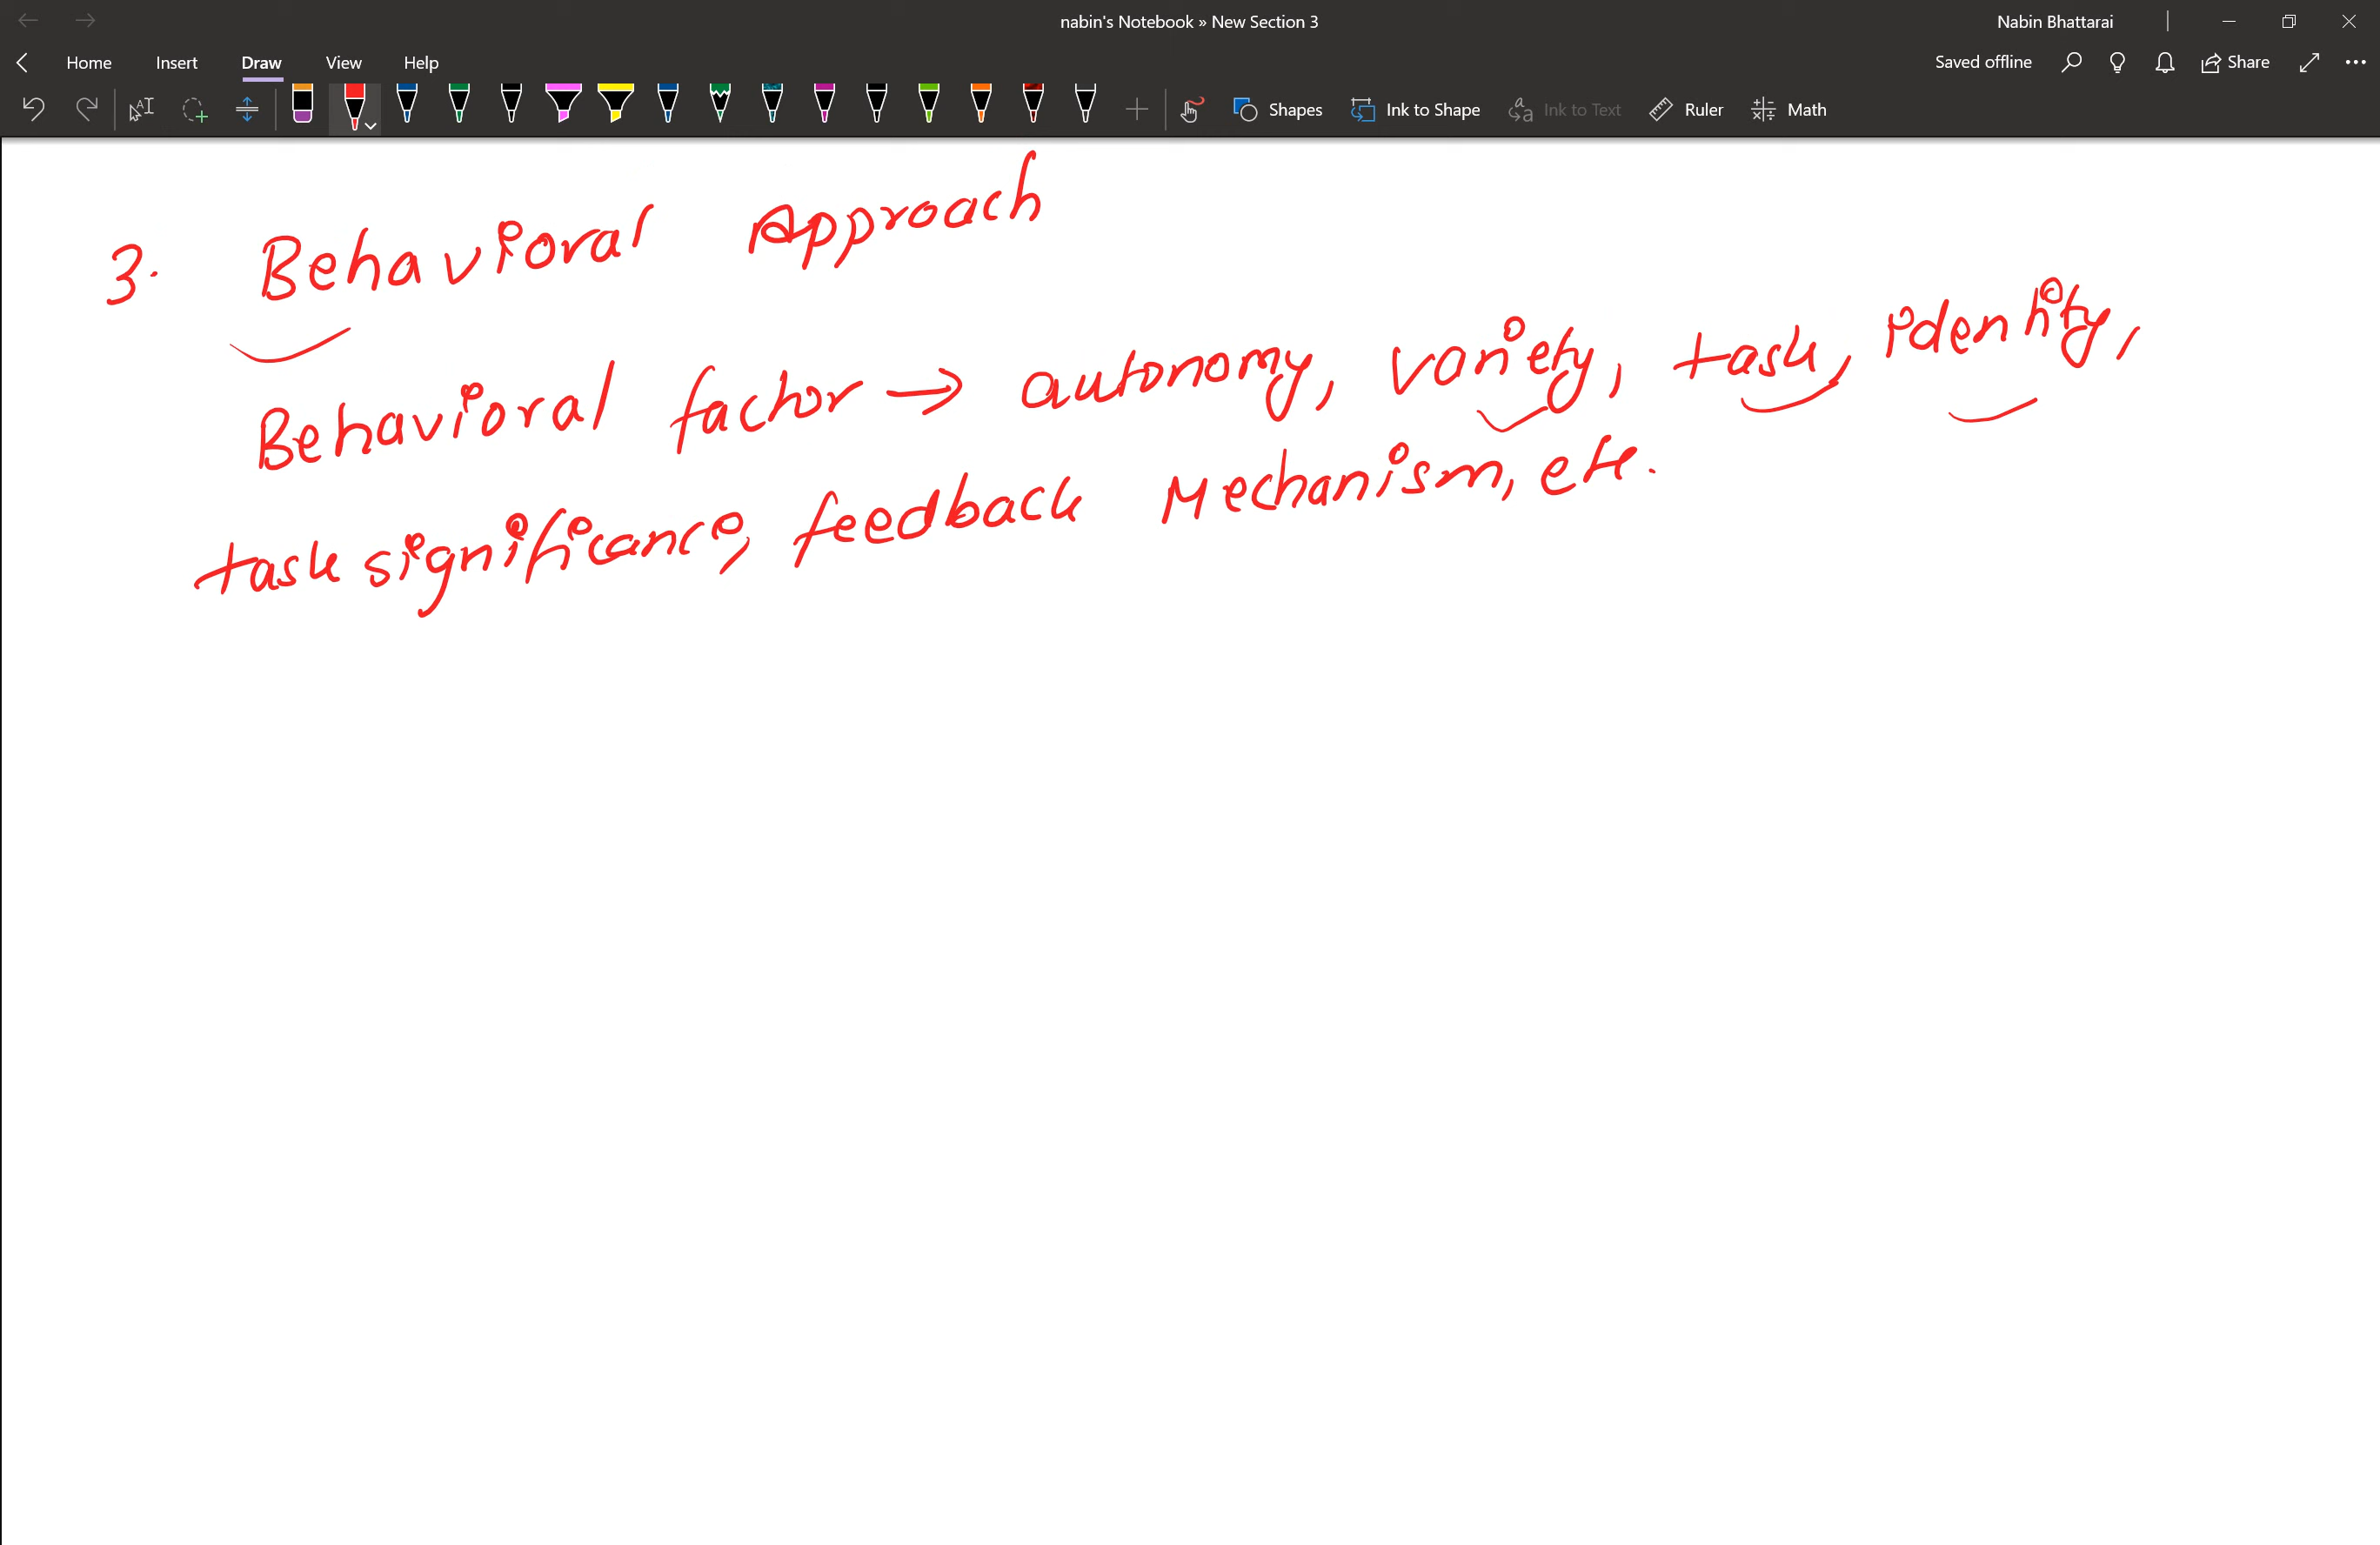 nabin's Notebook » New Section 3
Nabin Bhattarai
Home Insert Draw View Help
Saved offline
Share
Shapes Ink to Shape Ink to Text Ruler Math
3. Behavioral Approach
Behavioral factor → autonomy, variety, task, identity,
task significance, feedback Mechanism, etc.